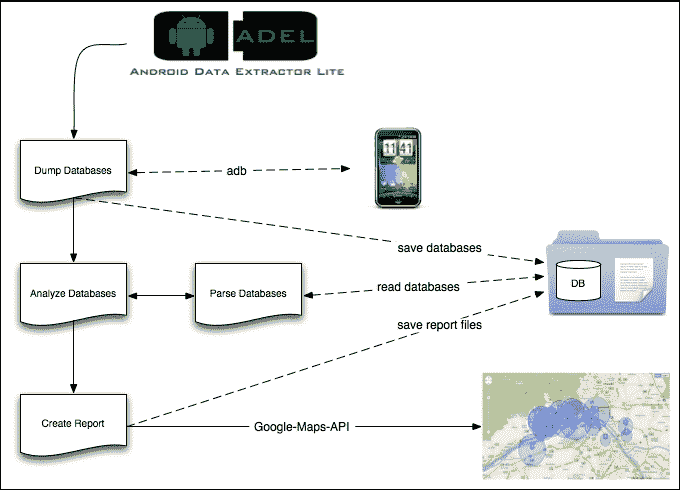 ADEL
ANDROID DATA EXTRACTOR LITE
Dump Databases
adb
11 41
save databases
Analyze Databases
Parse Databases
read databases
DB
save report files
Create Report
Google-Maps-API